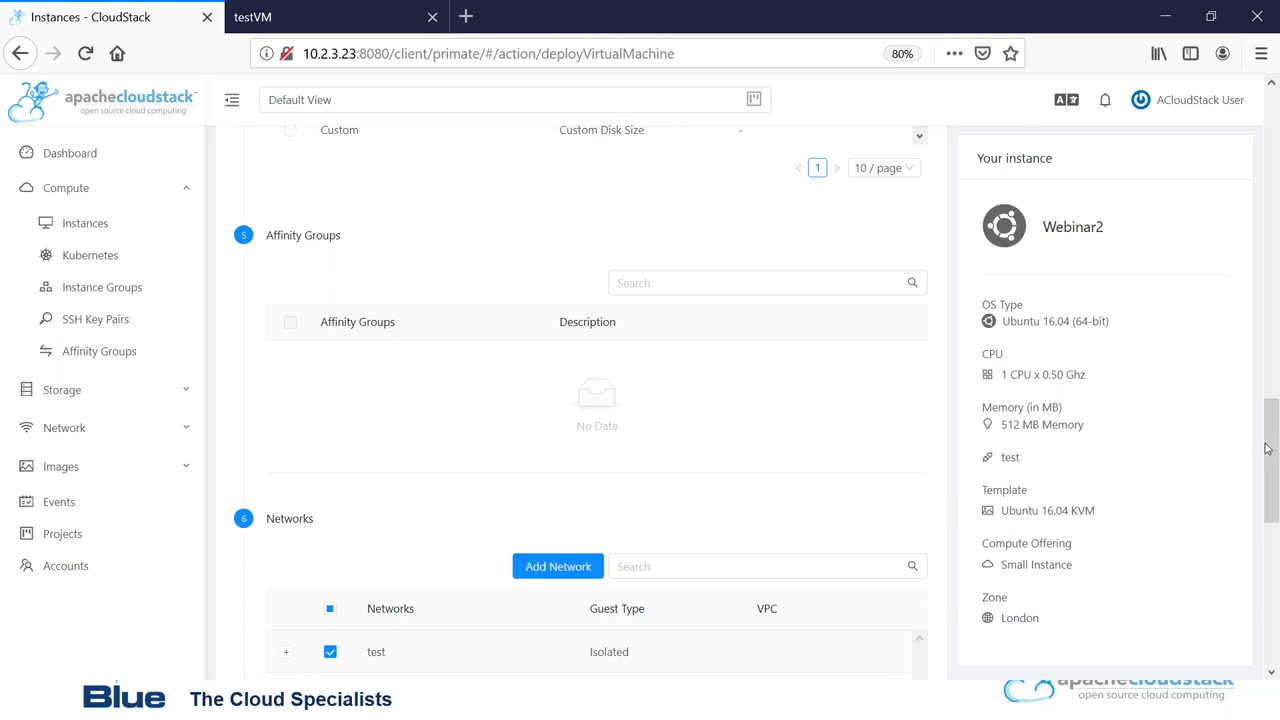 Instances - CloudStack
testVM
10.2.3.23:8080/client/primate/#/action/deployVirtualMachine
80%
apachecloudstack™
open source cloud computing
Default View
ACloudStack User
Dashboard
Compute
Instances
Kubernetes
Instance Groups
SSH Key Pairs
Affinity Groups
Storage
Network
Images
Events
Projects
Accounts
Custom
Custom Disk Size
-
1
10 / page
5
Affinity Groups
Search
Affinity Groups
Description
No Data
6
Networks
Add Network
Search
Networks
Guest Type
VPC
test
Isolated
Your instance
Webinar2
OS Type
Ubuntu 16.04 (64-bit)
CPU
1 CPU x 0.50 Ghz
Memory (in MB)
512 MB Memory
test
Template
Ubuntu 16.04 KVM
Compute Offering
Small Instance
Zone
London
Blue
The Cloud Specialists
apachecloudstack
open source cloud computing